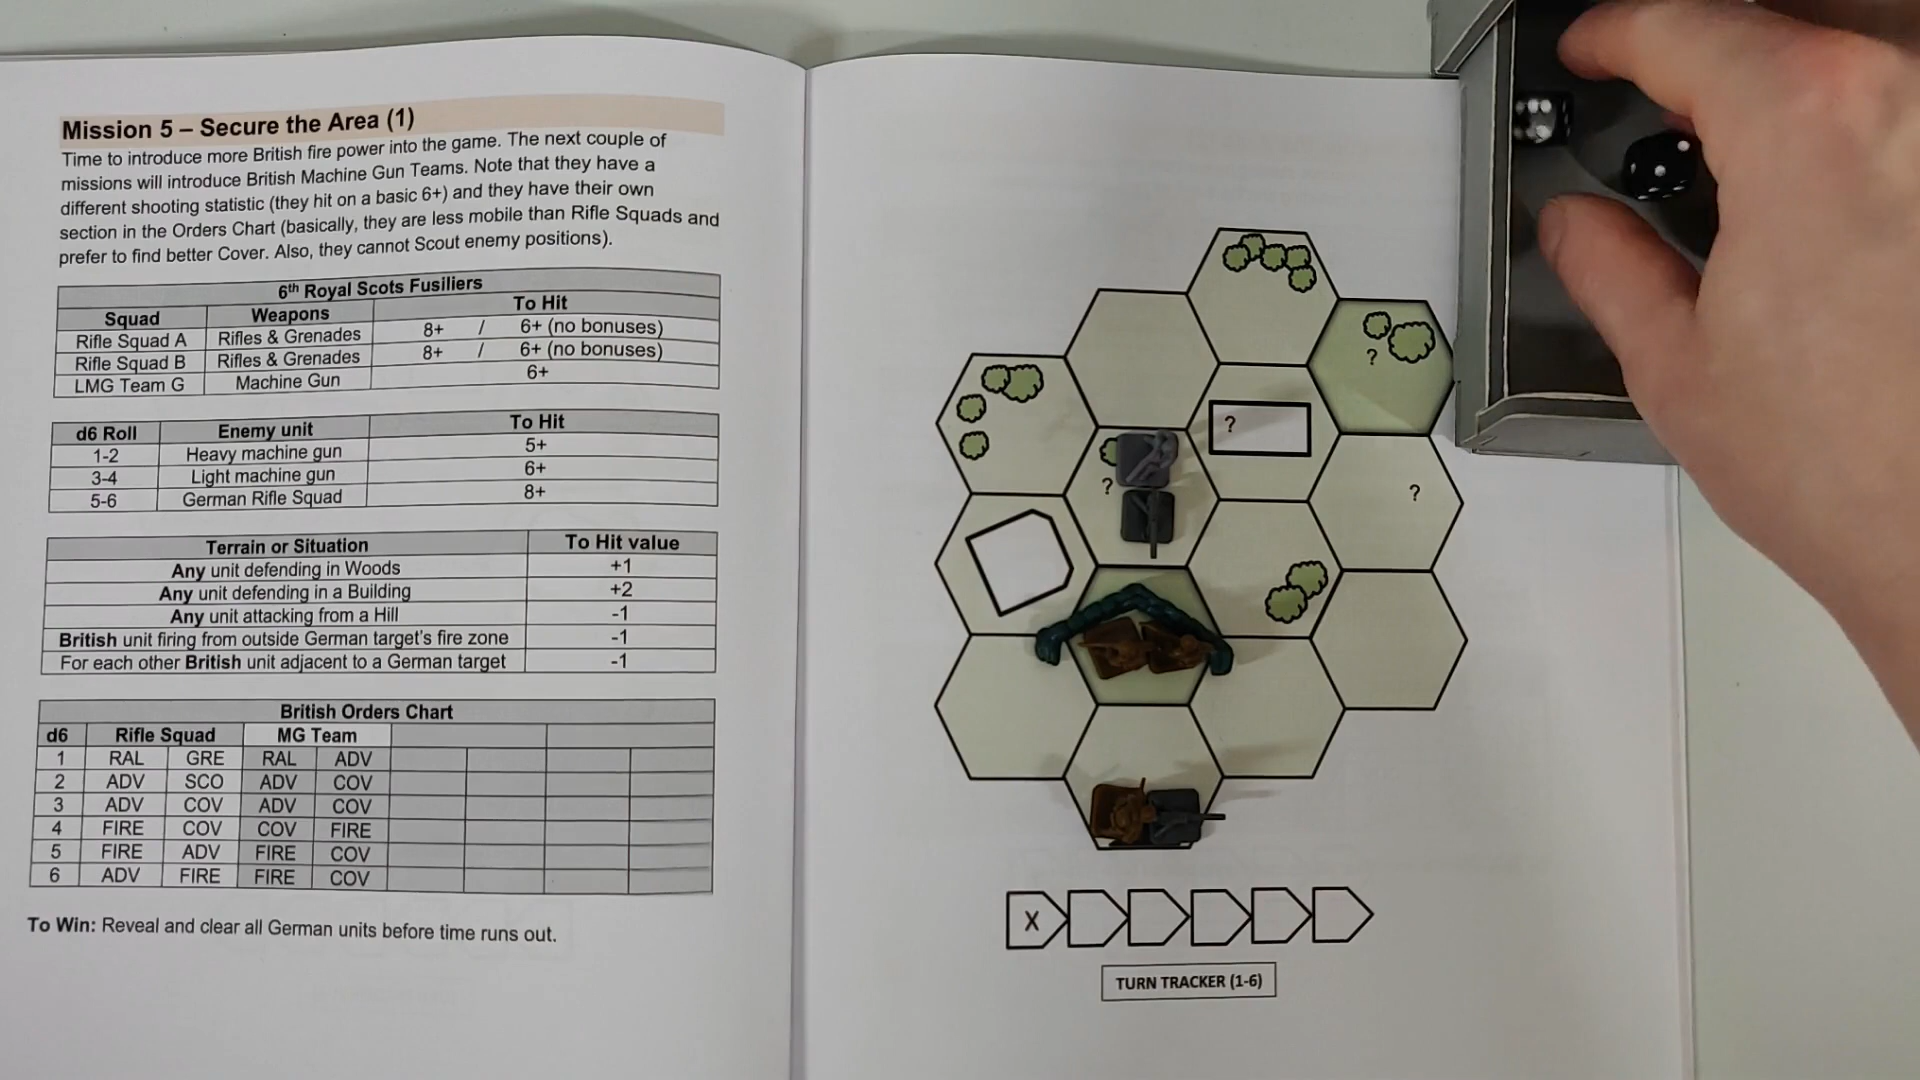 Mission 5 – Secure the Area (1)
Time to introduce more British fire power into the game. The next couple of
missions will introduce British Machine Gun Teams. Note that they have a
different shooting statistic (they hit on a basic 6+) and they have their own
section in the Orders Chart (basically, they are less mobile than Rifle Squads and
prefer to find better Cover. Also, they cannot Scout enemy positions).
6th Royal Scots Fusiliers
Squad Weapons To Hit
Rifle Squad A Rifles & Grenades 8+ / 6+ (no bonuses)
Rifle Squad B Rifles & Grenades 8+ / 6+ (no bonuses)
LMG Team G Machine Gun 6+
d6 Roll Enemy unit To Hit
1-2 Heavy machine gun 5+
3-4 Light machine gun 6+
5-6 German Rifle Squad 8+
Terrain or Situation To Hit value
Any unit defending in Woods +1
Any unit defending in a Building +2
Any unit attacking from a Hill -1
British unit firing from outside German target's fire zone -1
For each other British unit adjacent to a German target -1
British Orders Chart
d6 Rifle Squad MG Team
1 RAL GRE RAL ADV
2 ADV SCO ADV COV
3 ADV COV ADV COV
4 FIRE COV COV FIRE
5 FIRE ADV FIRE COV
6 ADV FIRE FIRE COV
To Win: Reveal and clear all German units before time runs out.
?
?
?
?
X
TURN TRACKER (1-6)